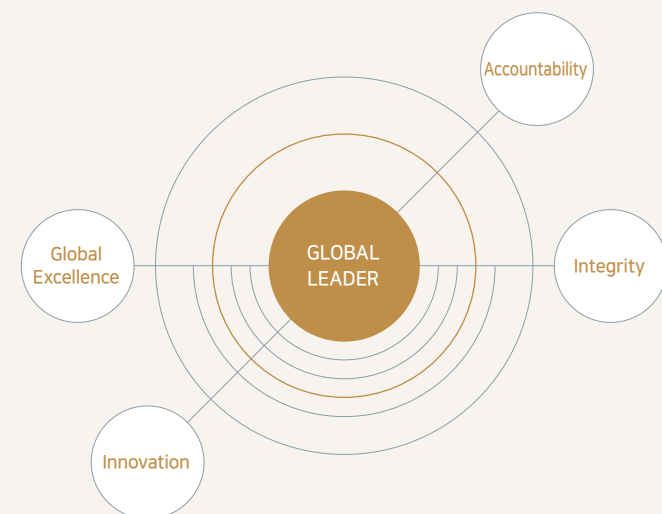 Accountability
Global
Excellence
GLOBAL
LEADER
Integrity
Innovation